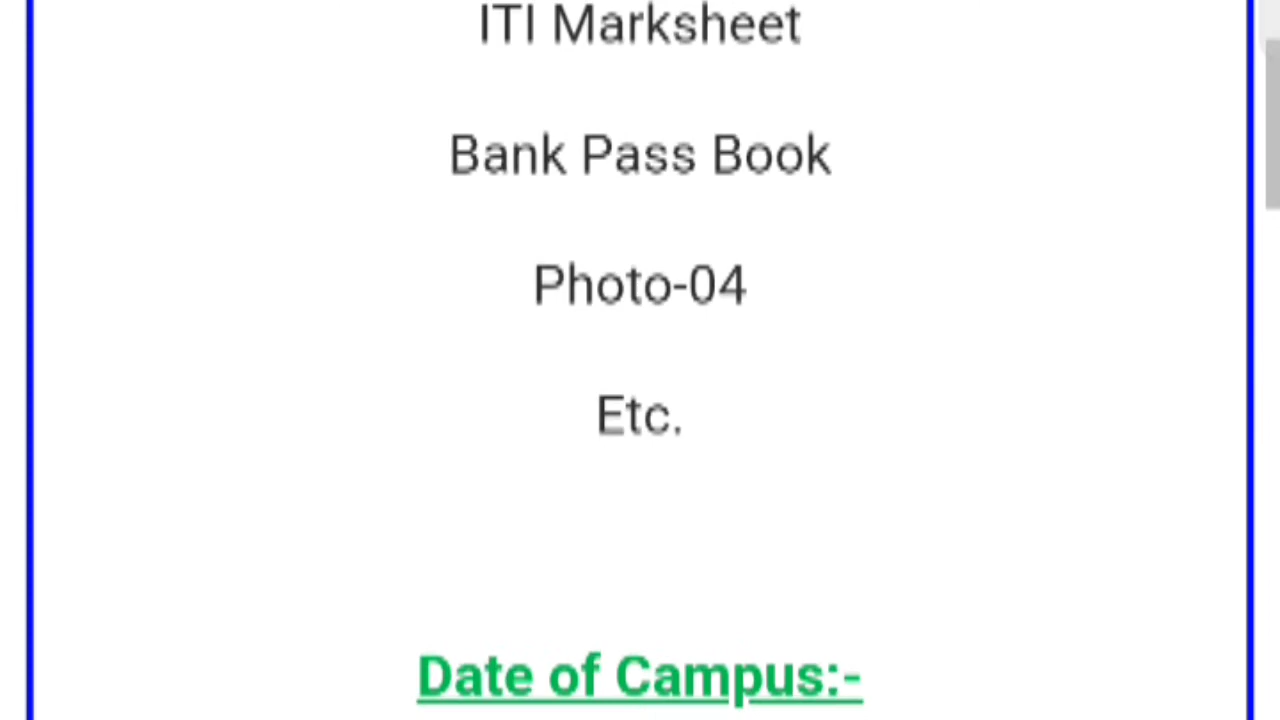 ITI Marksheet
Bank Pass Book
Photo-04
Etc.
Date of Campus:-